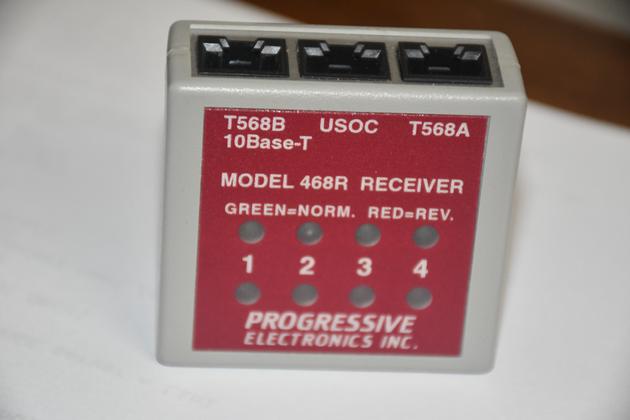 T568B USOC T568A
10Base-T
MODEL 468R RECEIVER
GREEN=NORM. RED=REV.
1 2 3 4
PROGRESSIVE
ELECTRONICS INC.